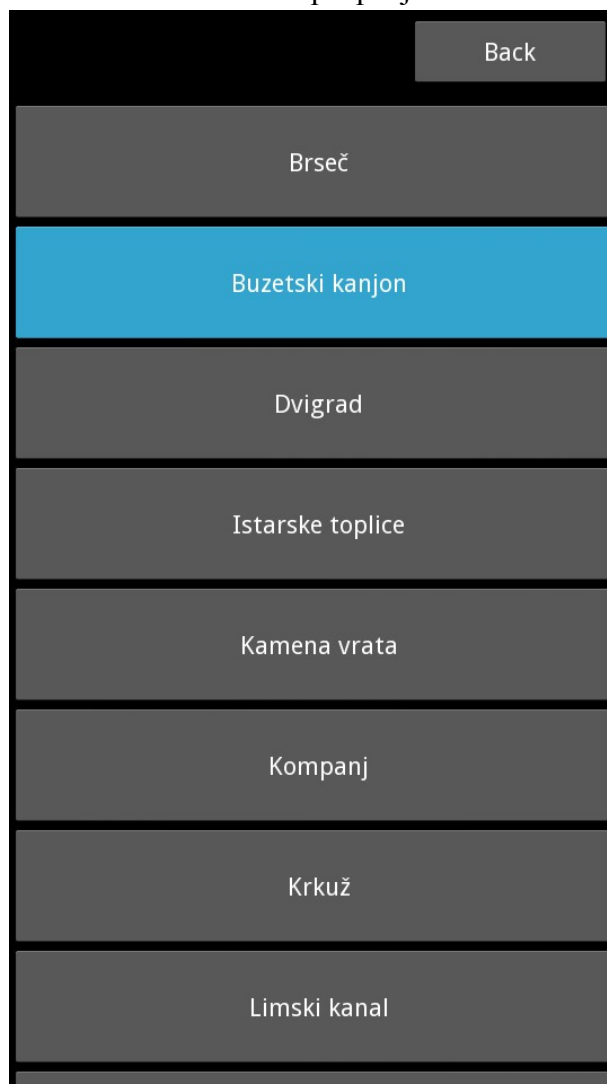 Back
Brseč
Buzetski kanjon
Dvigrad
Istarske toplice
Kamena vrata
Kompanj
Krkuž
Limski kanal